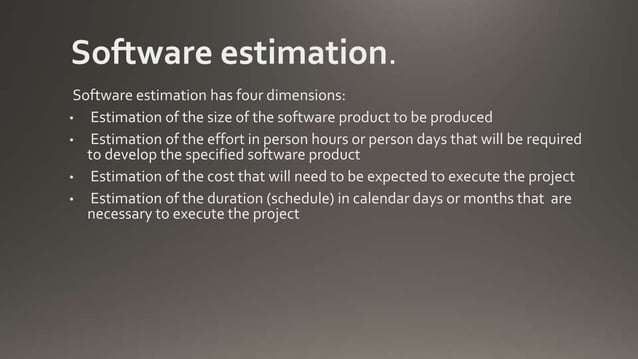 Software estimation.
Software estimation has four dimensions:
• Estimation of the size of the software product to be produced
• Estimation of the effort in person hours or person days that will be required
to develop the specified software product
• Estimation of the cost that will need to be expected to execute the project
• Estimation of the duration (schedule) in calendar days or months that are
necessary to execute the project